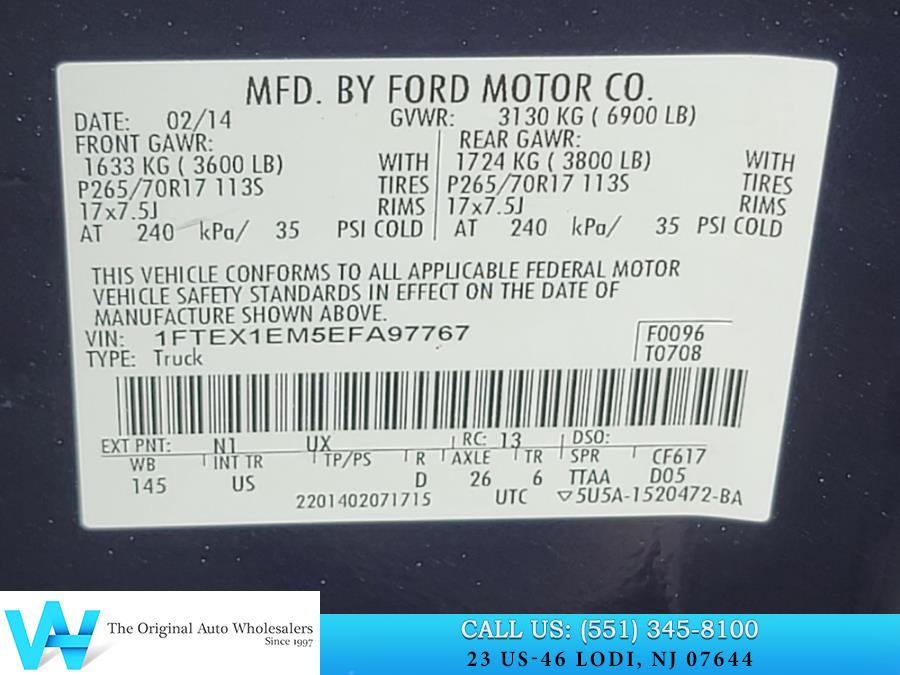 MFD. BY FORD MOTOR CO.
DATE: 02/14 GVWR: 3130 KG ( 6900 LB)
FRONT GAWR: REAR GAWR:
1633 KG ( 3600 LB) WITH 1724 KG ( 3800 LB) WITH
P265/70R17 113S TIRES P265/70R17 113S TIRES
17x7.5J RIMS 17x7.5J RIMS
AT 240 kPa/ 35 PSI COLD AT 240 kPa/ 35 PSI COLD
THIS VEHICLE CONFORMS TO ALL APPLICABLE FEDERAL MOTOR
VEHICLE SAFETY STANDARDS IN EFFECT ON THE DATE OF
MANUFACTURE SHOWN ABOVE.
VIN: 1FTEX1EM5EFA97767 F0096
TYPE: Truck T0708
EXT PNT: N1 UX RC: 13 DSO:
WB INT TR TP/PS R AXLE TR SPR CF617
145 US D 26 6 TTAA D05
2201402071715 UTC ▽5U5A-1520472-BA
The Original Auto Wholesalers
Since 1997
CALL US: (551) 345-8100
23 US-46 LODI, NJ 07644